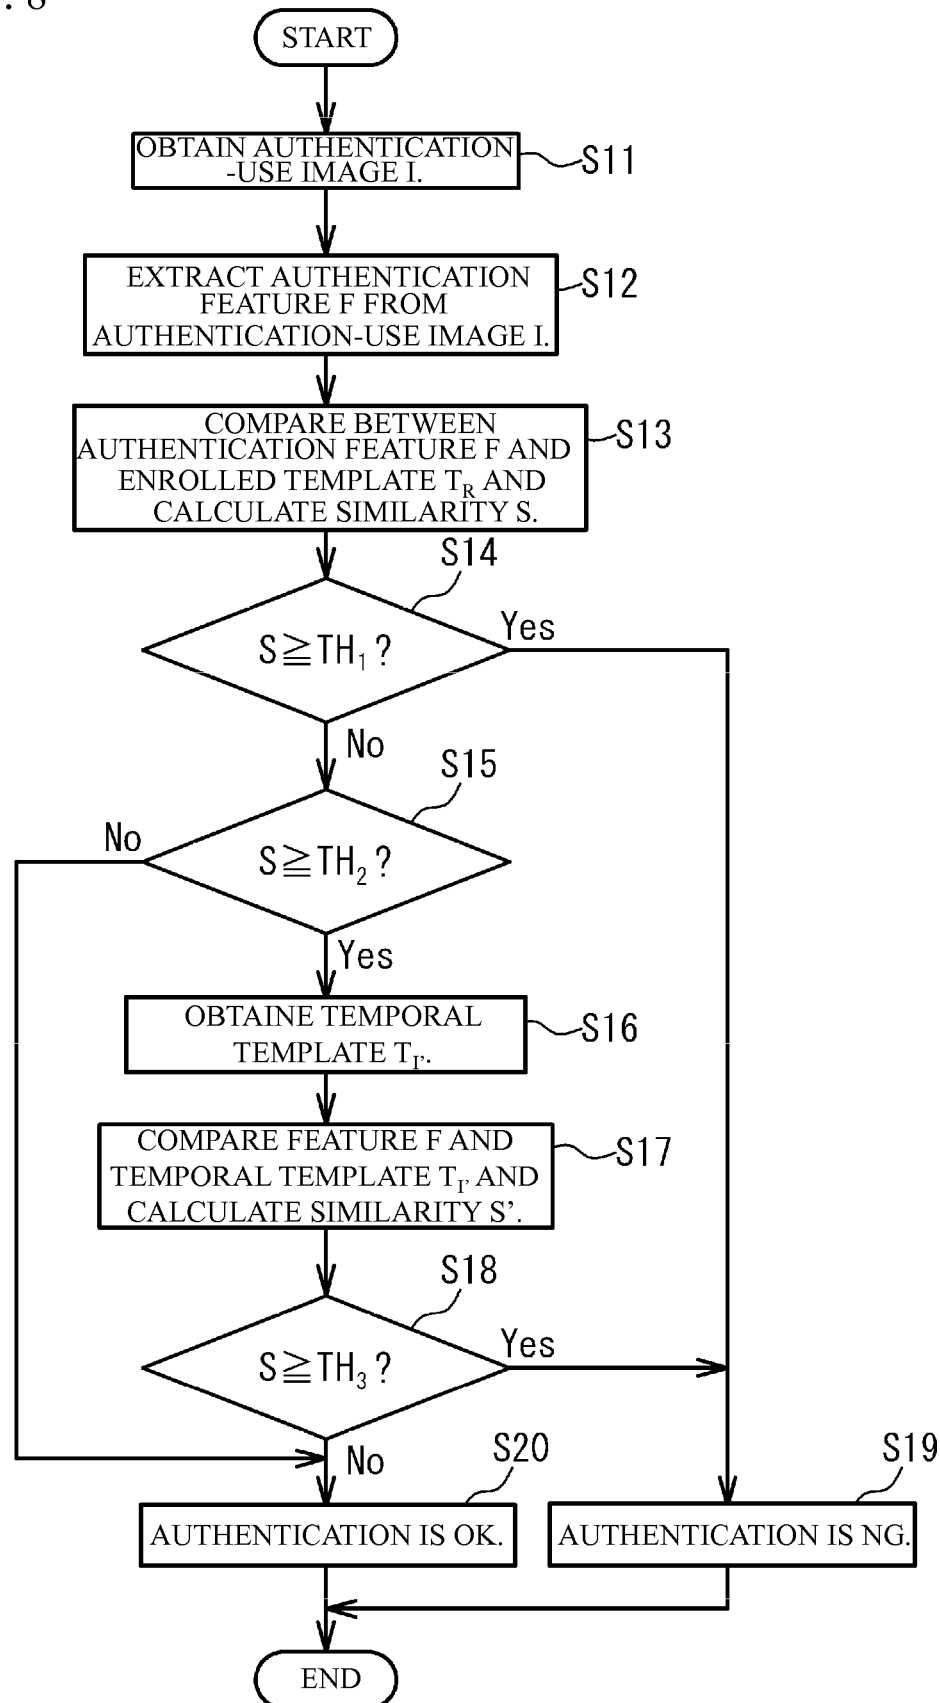 . 8
START
OBTAIN AUTHENTICATION
-USE IMAGE I.
S11
EXTRACT AUTHENTICATION
FEATURE F FROM
AUTHENTICATION-USE IMAGE I.
S12
COMPARE BETWEEN
AUTHENTICATION FEATURE F AND
ENROLLED TEMPLATE TR AND
CALCULATE SIMILARITY S.
S13
S14
S≧TH1?
Yes
No
S15
S≧TH2?
No
Yes
OBTAINE TEMPORAL
TEMPLATE TI'.
S16
COMPARE FEATURE F AND
TEMPORAL TEMPLATE TI' AND
CALCULATE SIMILARITY S'.
S17
S18
S≧TH3?
Yes
No
S20
S19
AUTHENTICATION IS OK.
AUTHENTICATION IS NG.
END